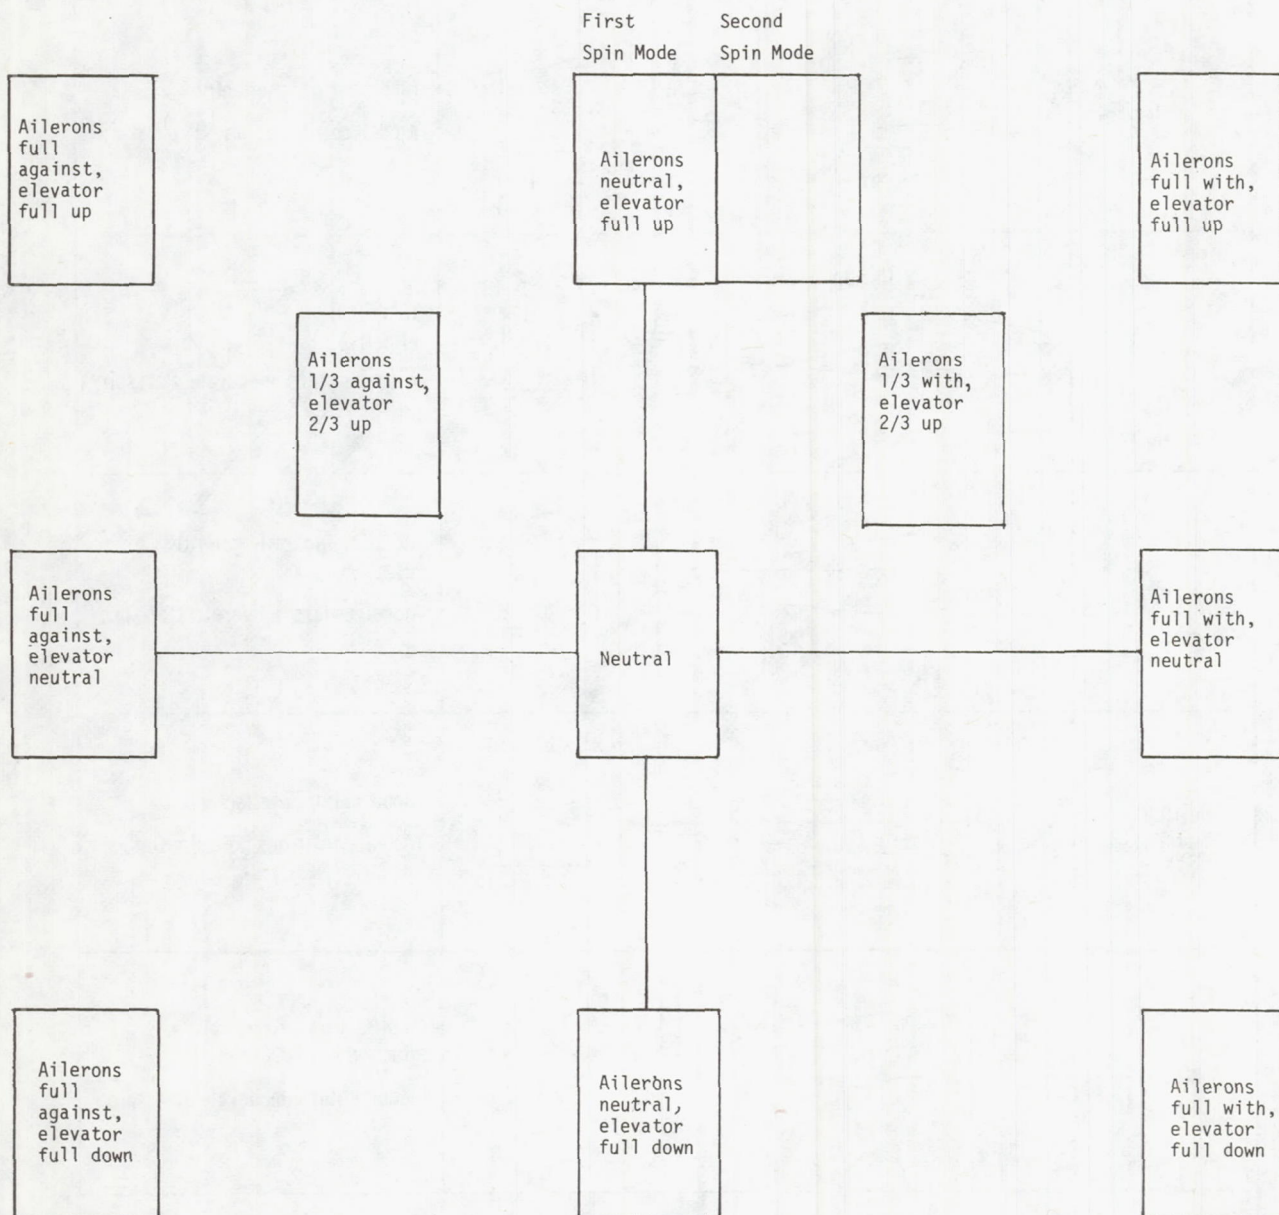 First Second
Spin Mode Spin Mode
Ailerons
full
against,
elevator
full up
Ailerons
neutral,
elevator
full up
Ailerons
full with,
elevator
full up
Ailerons
1/3 against,
elevator
2/3 up
Ailerons
1/3 with,
elevator
2/3 up
Ailerons
full
against,
elevator
neutral
Neutral
Ailerons
full with,
elevator
neutral
Ailerons
full
against,
elevator
full down
Ailerons
neutral,
elevator
full down
Ailerons
full with,
elevator
full down